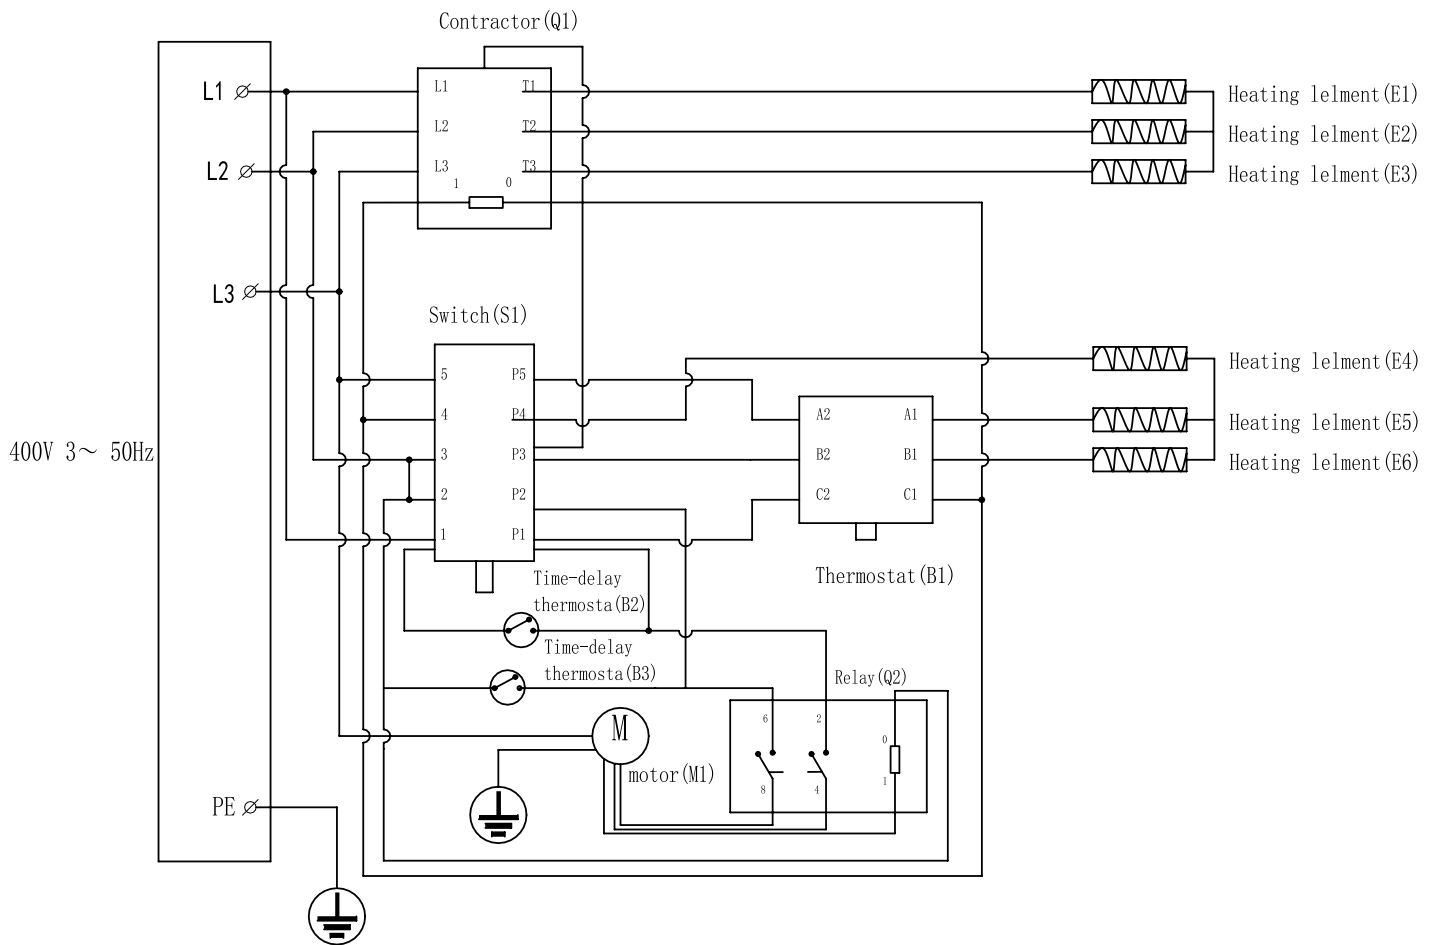 Contractor(Q1)
L1
L1
T1
Heating lelment(E1)
L2
T2
Heating lelment(E2)
L2
L3
T3
Heating lelment(E3)
1
0
L3
Switch(S1)
Heating lelment(E4)
5
P5
4
P4
A2
A1
Heating lelment(E5)
400V 3～ 50Hz
3
P3
B2
B1
Heating lelment(E6)
2
P2
C2
C1
1
P1
Thermostat(B1)
Time-delay
thermosta(B2)
Time-delay
thermosta(B3)
Relay(Q2)
M
6
2
0
motor(M1)
8
4
1
PE